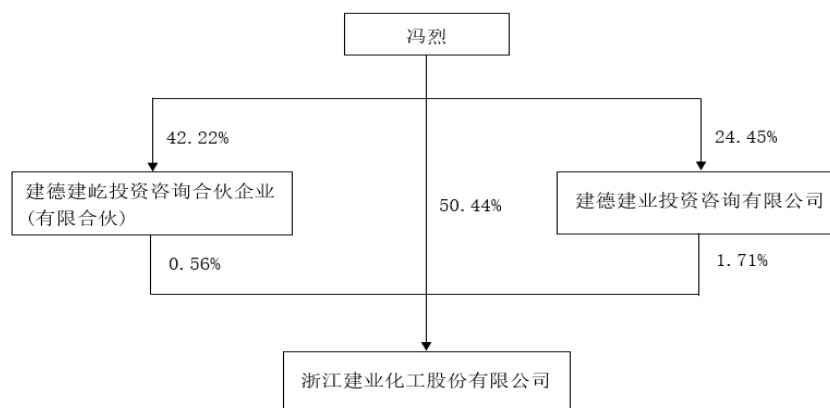 冯烈
42.22%
24.45%
建德建屹投资咨询合伙企业
(有限合伙)
50.44%
建德建业投资咨询有限公司
0.56%
1.71%
浙江建业化工股份有限公司